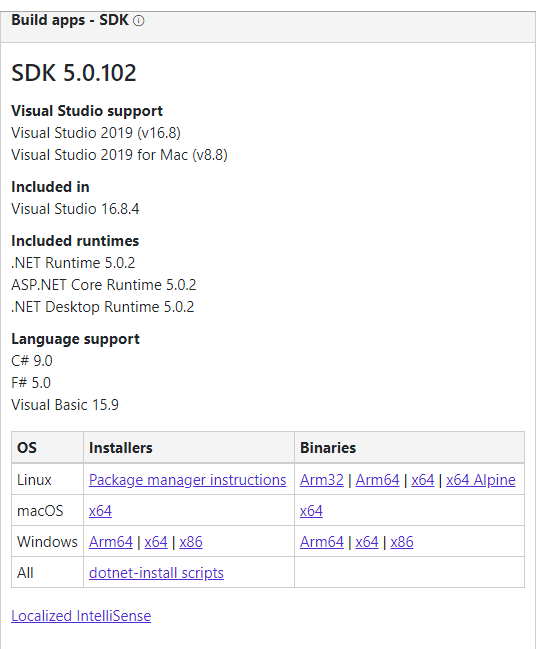 Build apps - SDK ⓘ
SDK 5.0.102
Visual Studio support
Visual Studio 2019 (v16.8)
Visual Studio 2019 for Mac (v8.8)
Included in
Visual Studio 16.8.4
Included runtimes
.NET Runtime 5.0.2
ASP.NET Core Runtime 5.0.2
.NET Desktop Runtime 5.0.2
Language support
C# 9.0
F# 5.0
Visual Basic 15.9
OS Installers Binaries
Linux Package manager instructions Arm32 | Arm64 | x64 | x64 Alpine
macOS x64 x64
Windows Arm64 | x64 | x86 Arm64 | x64 | x86
All dotnet-install scripts
Localized IntelliSense